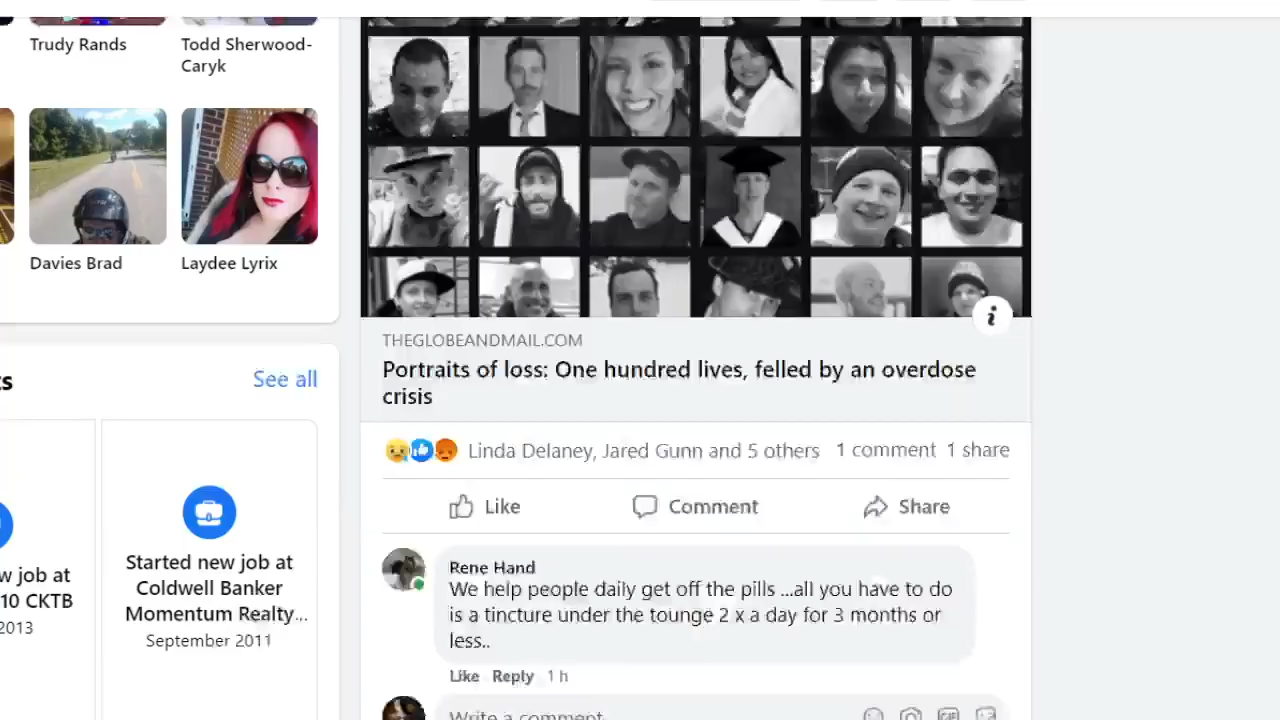 Trudy Rands
Todd Sherwood-
Caryk
Davies Brad
Laydee Lyrix
See all
w job at
10 CKTB
2013
Started new job at
Coldwell Banker
Momentum Realty...
September 2011
THEGLOBEANDMAIL.COM
Portraits of loss: One hundred lives, felled by an overdose
crisis
Linda Delaney, Jared Gunn and 5 others 1 comment 1 share
Like Comment Share
Rene Hand
We help people daily get off the pills ...all you have to do
is a tincture under the tounge 2 x a day for 3 months or
less..
Like Reply 1 h
Write a comment